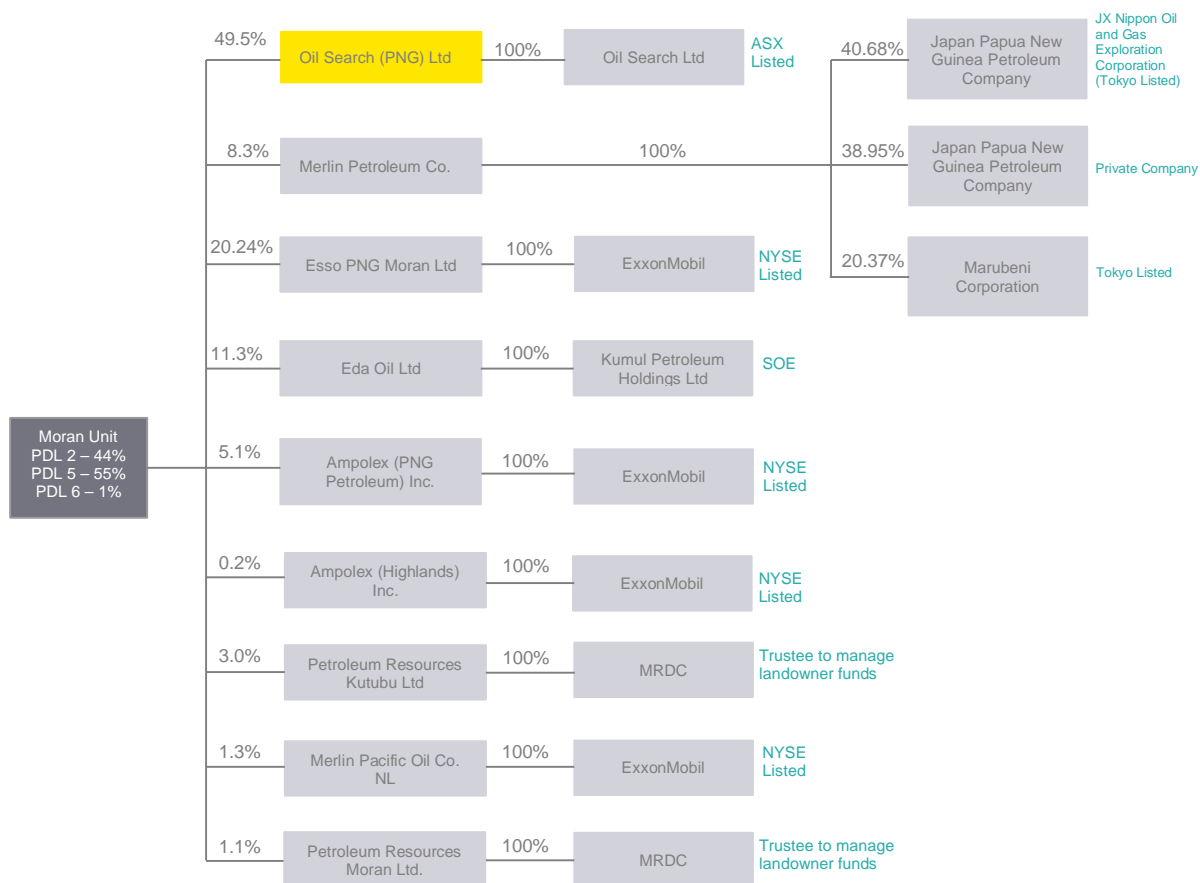 49.5%
Oil Search (PNG) Ltd
100%
Oil Search Ltd
ASX
Listed
40.68%
Japan Papua New
Guinea Petroleum
Company
JX Nippon Oil
and Gas
Exploration
Corporation
(Tokyo Listed)
8.3%
Merlin Petroleum Co.
100%
38.95%
Japan Papua New
Guinea Petroleum
Company
Private Company
20.24%
Esso PNG Moran Ltd
100%
ExxonMobil
NYSE
Listed
20.37%
Marubeni
Corporation
Tokyo Listed
11.3%
Eda Oil Ltd
100%
Kumul Petroleum
Holdings Ltd
SOE
Moran Unit
PDL 2 – 44%
PDL 5 – 55%
PDL 6 – 1%
5.1%
Ampolex (PNG
Petroleum) Inc.
100%
ExxonMobil
NYSE
Listed
0.2%
Ampolex (Highlands)
Inc.
100%
ExxonMobil
NYSE
Listed
3.0%
Petroleum Resources
Kutubu Ltd
100%
MRDC
Trustee to manage
landowner funds
1.3%
Merlin Pacific Oil Co.
NL
100%
ExxonMobil
NYSE
Listed
1.1%
Petroleum Resources
Moran Ltd.
100%
MRDC
Trustee to manage
landowner funds